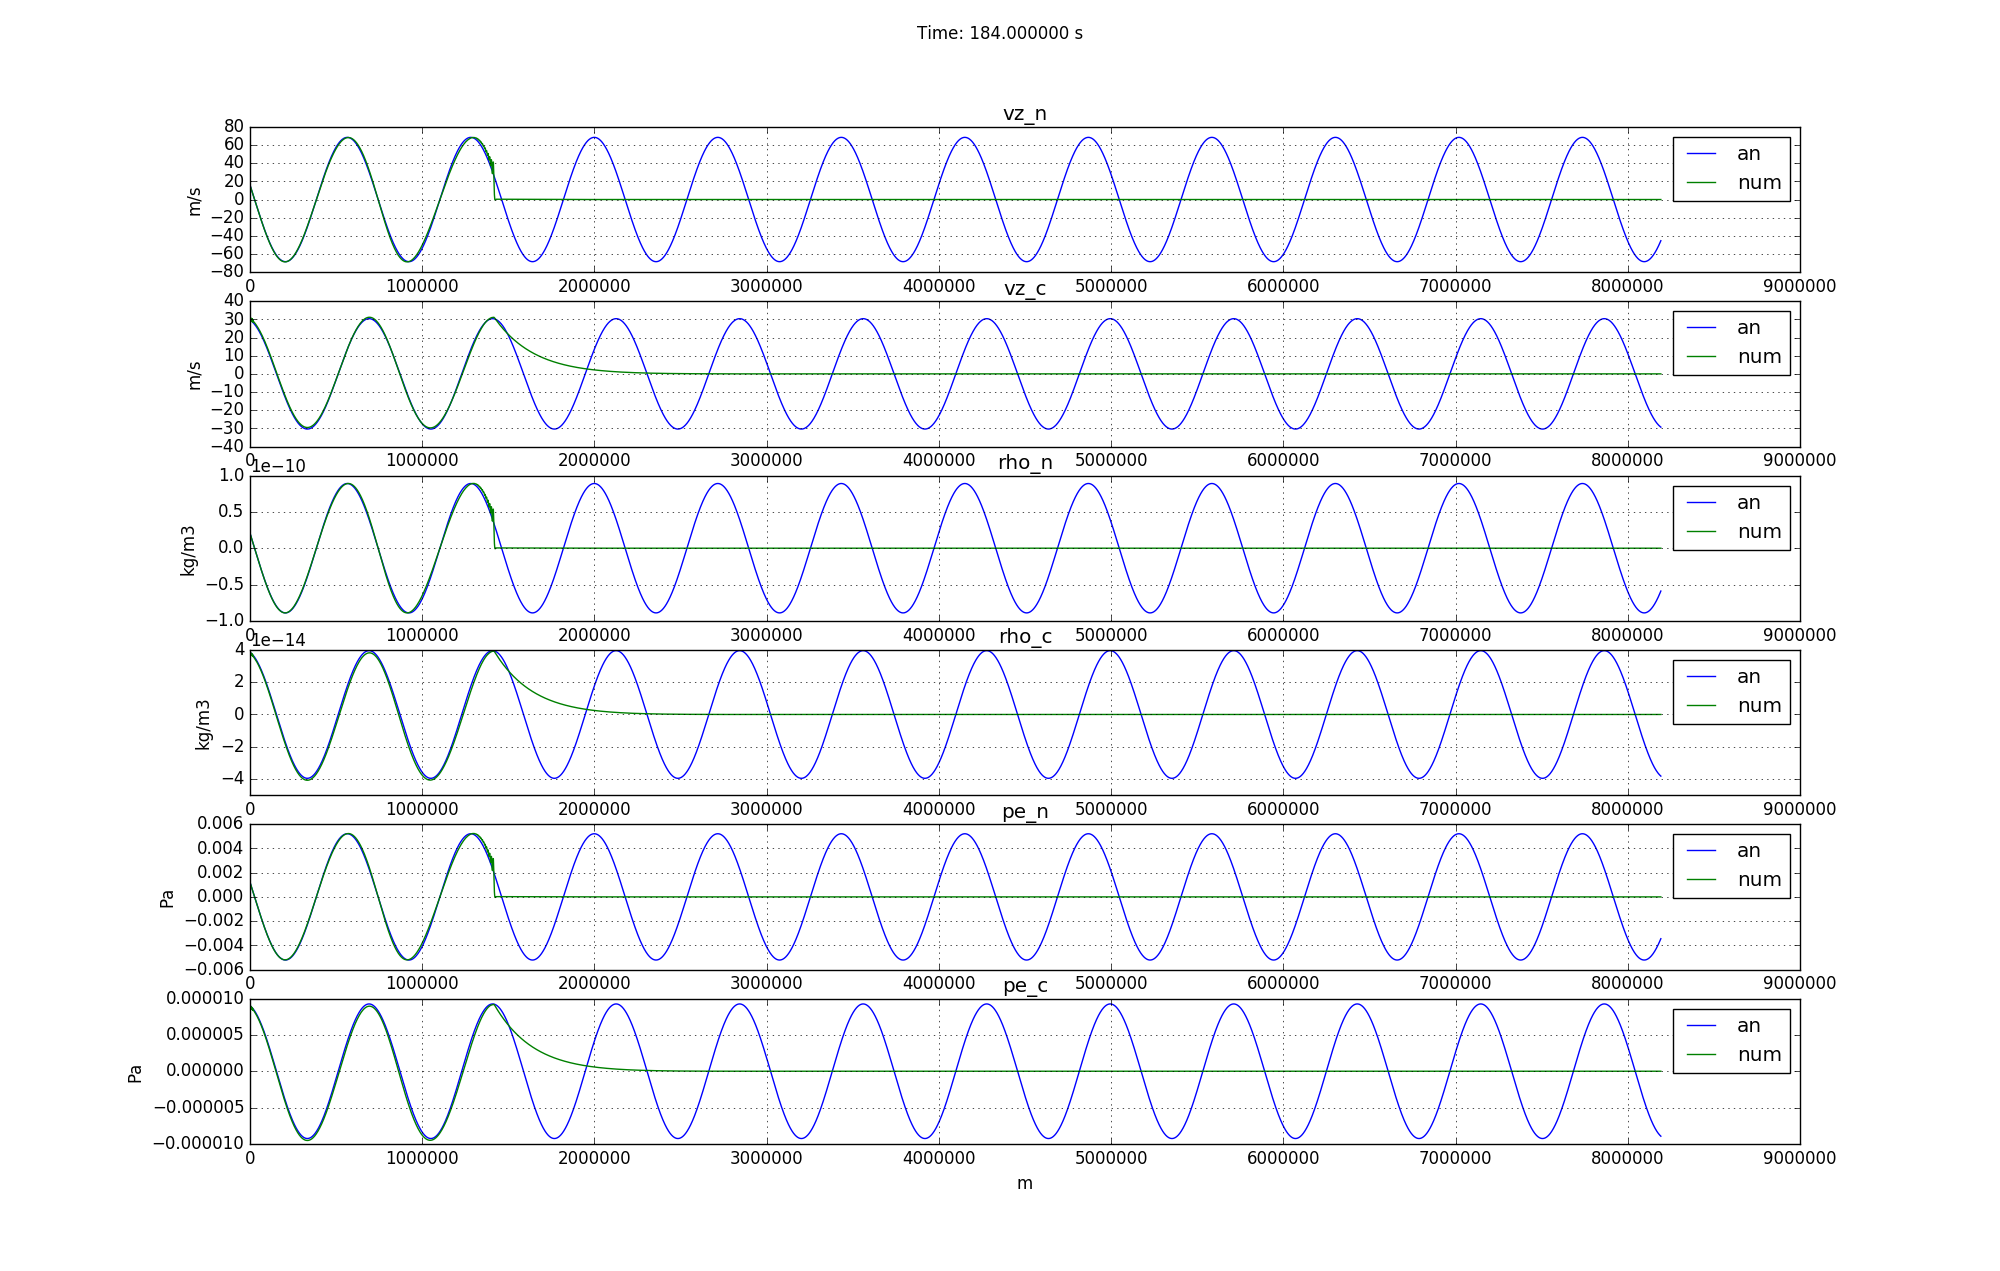 Time: 184.000000 s
vz_n
80
60
40
20
0
−20
−40
−60
−80
m/s
an
num
0 1000000 2000000 3000000 4000000 5000000 6000000 7000000 8000000 9000000
vz_c
40
30
20
10
0
−10
−20
−30
−40
m/s
an
num
0 1000000 2000000 3000000 4000000 5000000 6000000 7000000 8000000 9000000
1e−10
rho_n
1.0
0.5
0.0
−0.5
−1.0
kg/m3
an
num
0 1000000 2000000 3000000 4000000 5000000 6000000 7000000 8000000 9000000
1e−14
rho_c
4
2
0
−2
−4
kg/m3
an
num
0 1000000 2000000 3000000 4000000 5000000 6000000 7000000 8000000 9000000
pe_n
0.006
0.004
0.002
0.000
−0.002
−0.004
−0.006
Pa
an
num
0 1000000 2000000 3000000 4000000 5000000 6000000 7000000 8000000 9000000
pe_c
0.000010
0.000005
0.000000
−0.000005
−0.000010
Pa
an
num
0 1000000 2000000 3000000 4000000 5000000 6000000 7000000 8000000 9000000
m